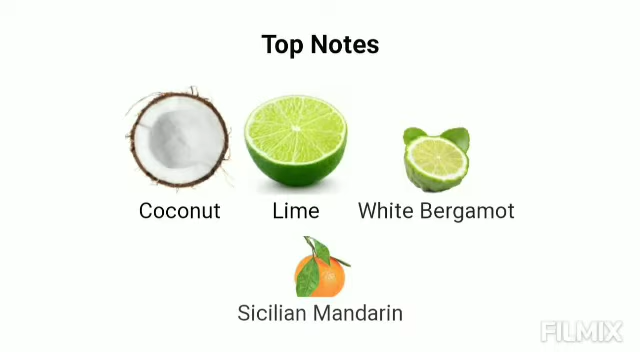 Top Notes
Coconut Lime White Bergamot
Sicilian Mandarin
FILMIX